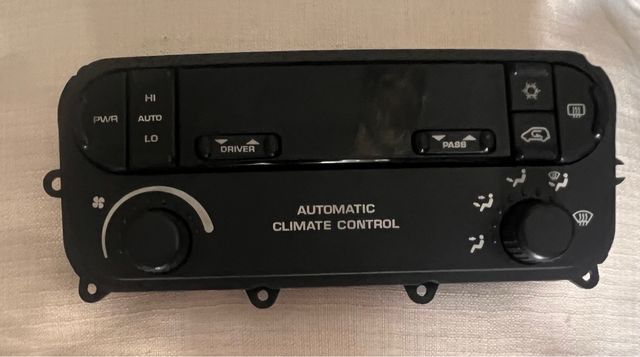 PWR
HI
AUTO
LO
DRIVER
PASS
AUTOMATIC
CLIMATE CONTROL